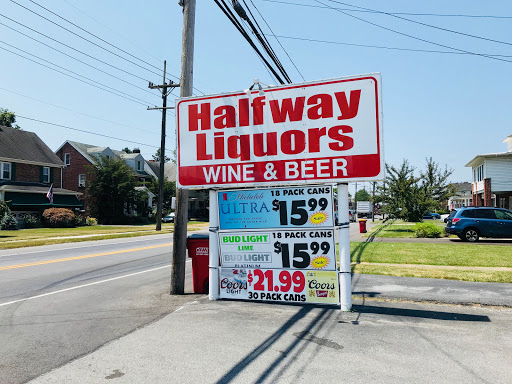 Halfway
Liquors
WINE & BEER
Michelob
ULTRA
18 PACK CANS
$15.99
BUD LIGHT
LIME
BUD LIGHT
PLATINUM
18 PACK CANS
$15.99
$21.99
Coors
LIGHT
30 PACK CANS
Coors